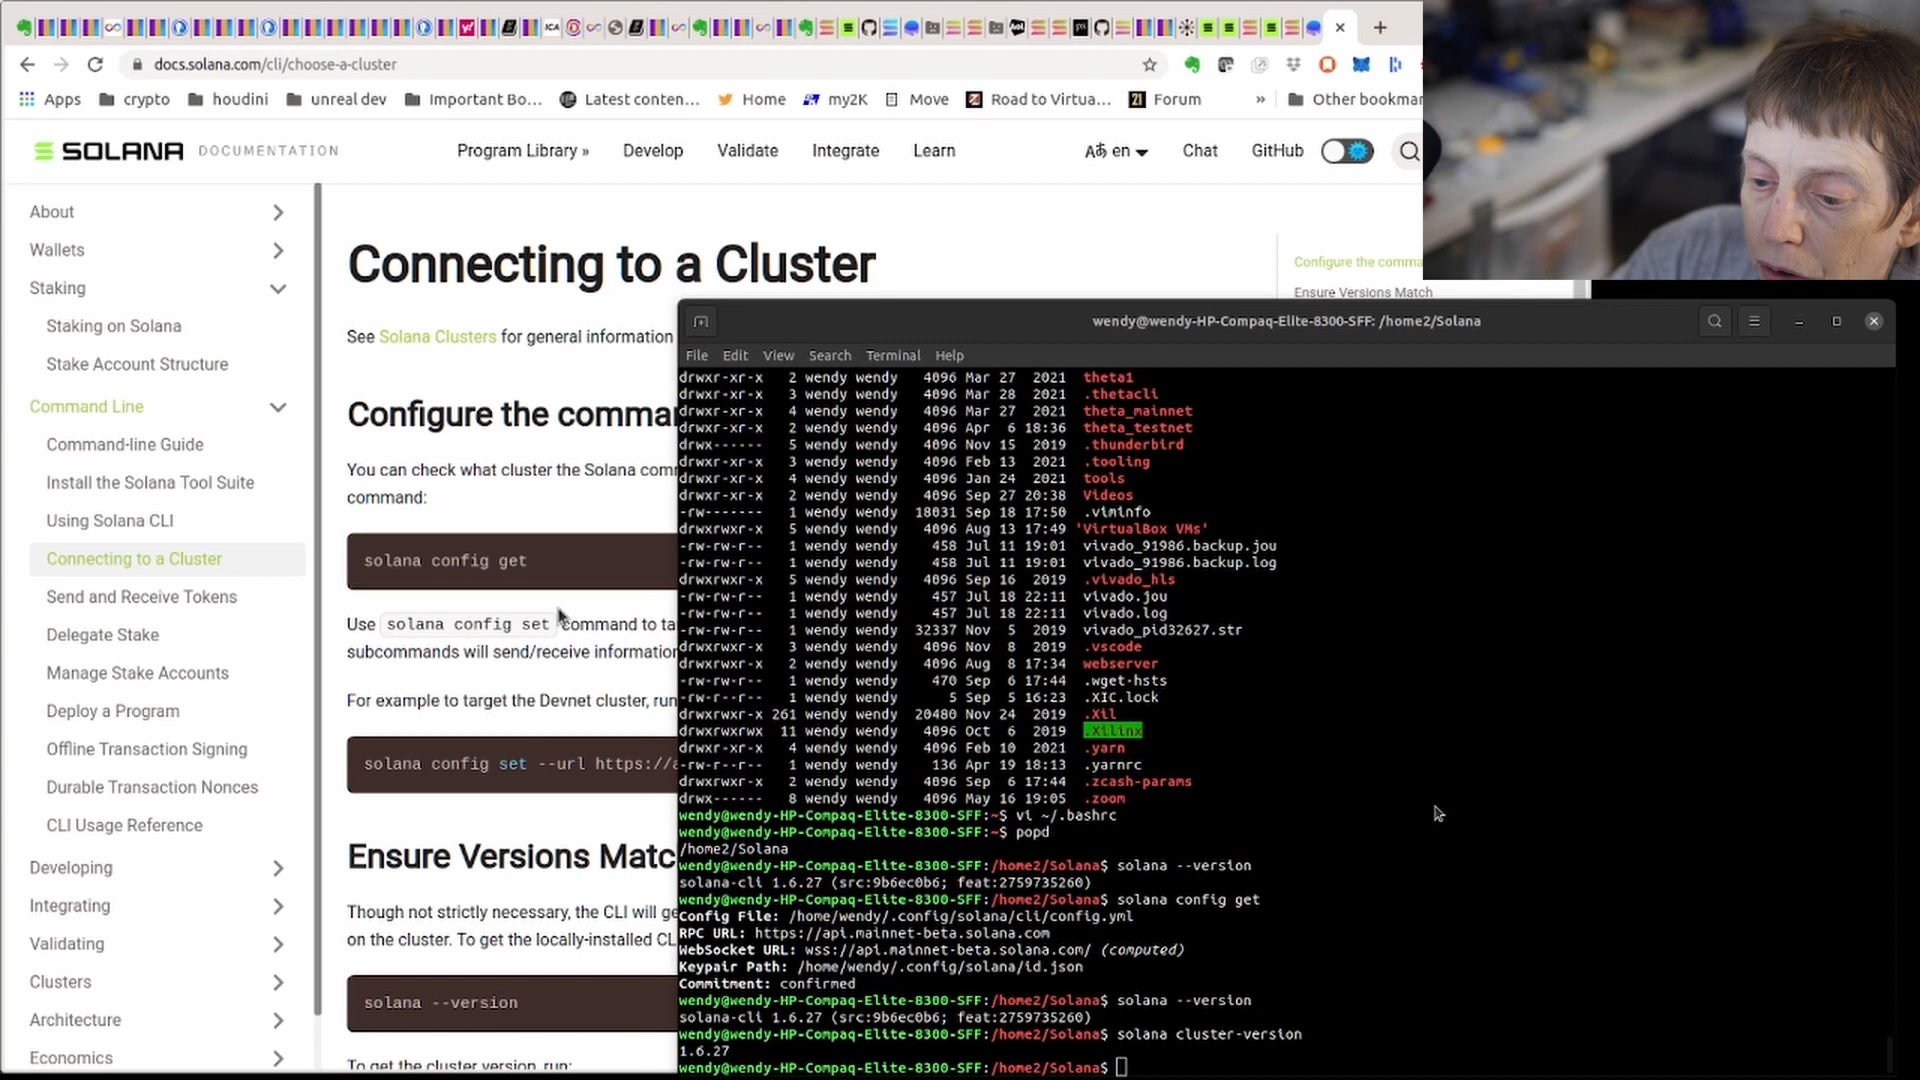 docs.solana.com/cli/choose-a-cluster
Apps crypto houdini unreal dev Important Bo... Latest conten... Home my2K Move Road to Virtua... Forum » Other bookmar
SOLANA DOCUMENTATION Program Library » Develop Validate Integrate Learn en Chat GitHub
About
Wallets
Staking
Staking on Solana
Stake Account Structure
Command Line
Command-line Guide
Install the Solana Tool Suite
Using Solana CLI
Connecting to a Cluster
Send and Receive Tokens
Delegate Stake
Manage Stake Accounts
Deploy a Program
Offline Transaction Signing
Durable Transaction Nonces
CLI Usage Reference
Developing
Integrating
Validating
Clusters
Architecture
Economics
Connecting to a Cluster
See Solana Clusters for general information
Configure the comma
You can check what cluster the Solana com
command:
solana config get
Use solana config set command to ta
subcommands will send/receive information
For example to target the Devnet cluster, run
solana config set --url https://a
Ensure Versions Matc
Though not strictly necessary, the CLI will ge
on the cluster. To get the locally-installed CL
solana --version
To get the cluster version, run:
Configure the comma
Ensure Versions Match
wendy@wendy-HP-Compaq-Elite-8300-SFF: /home2/Solana
File Edit View Search Terminal Help
drwxr-xr-x 2 wendy wendy 4096 Mar 27 2021 theta1
drwxr-xr-x 3 wendy wendy 4096 Mar 28 2021 .thetacli
drwxr-xr-x 4 wendy wendy 4096 Mar 27 2021 theta_mainnet
drwxr-xr-x 2 wendy wendy 4096 Apr 6 18:36 theta_testnet
drwx------ 5 wendy wendy 4096 Nov 15 2019 .thunderbird
drwxr-xr-x 3 wendy wendy 4096 Feb 13 2021 .tooling
drwxr-xr-x 4 wendy wendy 4096 Jan 24 2021 tools
drwxr-xr-x 2 wendy wendy 4096 Sep 27 20:38 Videos
-rw------- 1 wendy wendy 18031 Sep 18 17:50 .viminfo
drwxrwxr-x 5 wendy wendy 4096 Aug 13 17:49 'VirtualBox VMs'
-rw-rw-r-- 1 wendy wendy 458 Jul 11 19:01 vivado_91986.backup.jou
-rw-rw-r-- 1 wendy wendy 458 Jul 11 19:01 vivado_91986.backup.log
drwxrwxr-x 5 wendy wendy 4096 Sep 16 2019 .vivado_hls
-rw-rw-r-- 1 wendy wendy 457 Jul 18 22:11 vivado.jou
-rw-rw-r-- 1 wendy wendy 457 Jul 18 22:11 vivado.log
-rw-rw-r-- 1 wendy wendy 32337 Nov 5 2019 vivado_pid32627.str
drwxrwxr-x 3 wendy wendy 4096 Nov 8 2019 .vscode
drwxrwxr-x 2 wendy wendy 4096 Aug 8 17:34 webserver
-rw-rw-r-- 1 wendy wendy 470 Sep 6 17:44 .wget-hsts
-rw-r--r-- 1 wendy wendy 5 Sep 5 16:23 .XIC.lock
drwxrwxr-x 261 wendy wendy 20480 Nov 24 2019 .Xil
drwxrwxrwx 11 wendy wendy 4096 Oct 6 2019 .Xilinx
drwxr-xr-x 4 wendy wendy 4096 Feb 10 2021 .yarn
-rw-r--r-- 1 wendy wendy 136 Apr 19 18:13 .yarnrc
drwxrwxr-x 2 wendy wendy 4096 Sep 6 17:44 .zcash-params
drwx------ 8 wendy wendy 4096 May 16 19:05 .zoom
wendy@wendy-HP-Compaq-Elite-8300-SFF:~$ vi ~/.bashrc
wendy@wendy-HP-Compaq-Elite-8300-SFF:~$ popd
/home2/Solana
wendy@wendy-HP-Compaq-Elite-8300-SFF:/home2/Solana$ solana --version
solana-cli 1.6.27 (src:9b6ec0b6; feat:2759735260)
wendy@wendy-HP-Compaq-Elite-8300-SFF:/home2/Solana$ solana config get
Config File: /home/wendy/.config/solana/cli/config.yml
RPC URL: https://api.mainnet-beta.solana.com
WebSocket URL: wss://api.mainnet-beta.solana.com/ (computed)
Keypair Path: /home/wendy/.config/solana/id.json
Commitment: confirmed
wendy@wendy-HP-Compaq-Elite-8300-SFF:/home2/Solana$ solana --version
solana-cli 1.6.27 (src:9b6ec0b6; feat:2759735260)
wendy@wendy-HP-Compaq-Elite-8300-SFF:/home2/Solana$ solana cluster-version
1.6.27
wendy@wendy-HP-Compaq-Elite-8300-SFF:/home2/Solana$